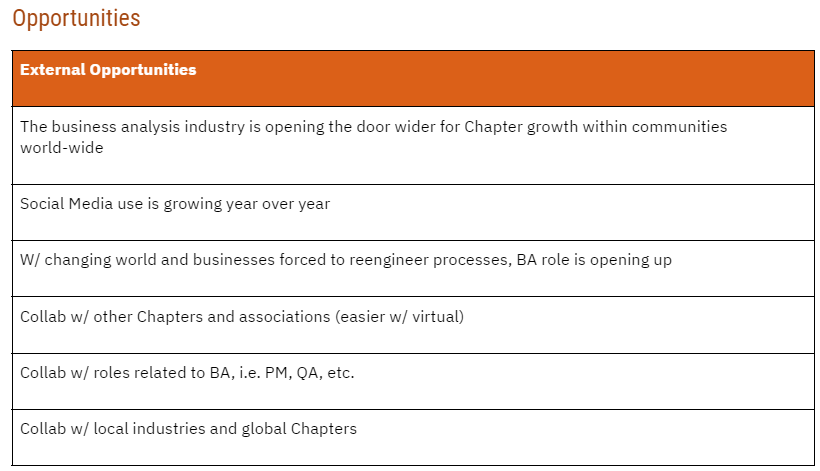 Opportunities
External Opportunities
The business analysis industry is opening the door wider for Chapter growth within communities
world-wide
Social Media use is growing year over year
W/ changing world and businesses forced to reengineer processes, BA role is opening up
Collab w/ other Chapters and associations (easier w/ virtual)
Collab w/ roles related to BA, i.e. PM, QA, etc.
Collab w/ local industries and global Chapters